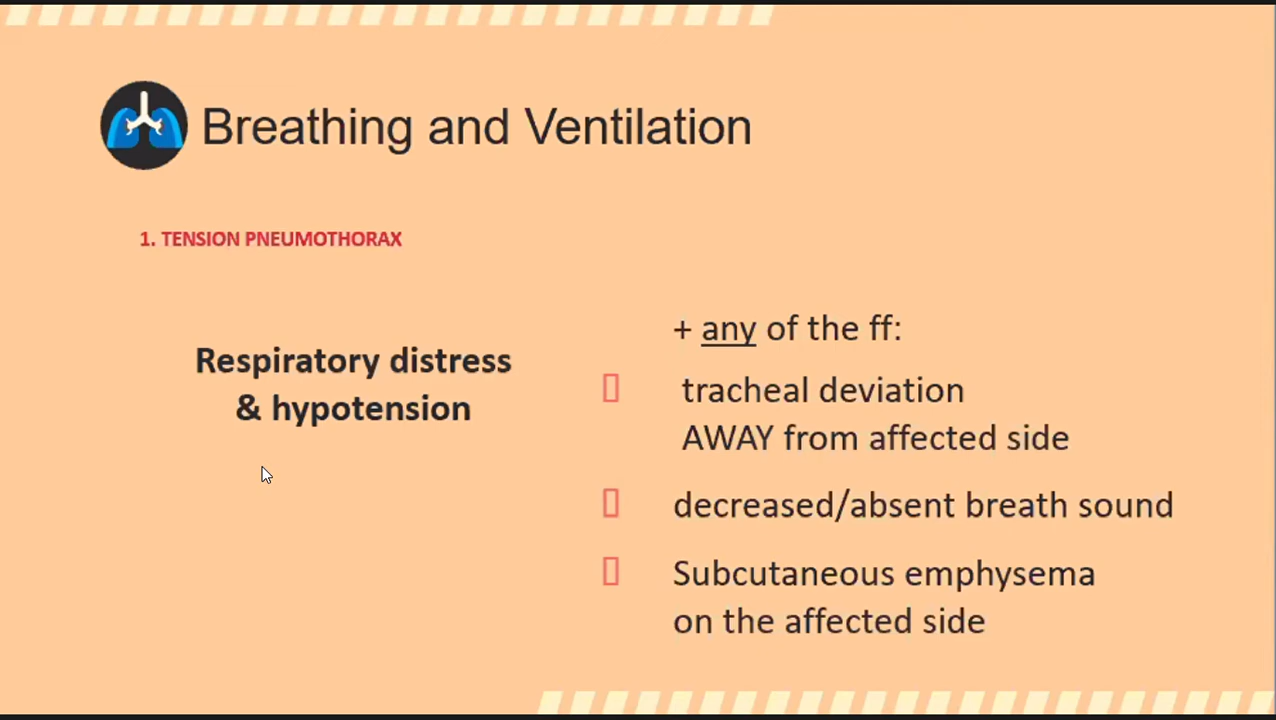 Breathing and Ventilation
1. TENSION PNEUMOTHORAX
Respiratory distress
& hypotension
+ any of the ff:
tracheal deviation
AWAY from affected side
decreased/absent breath sound
Subcutaneous emphysema
on the affected side